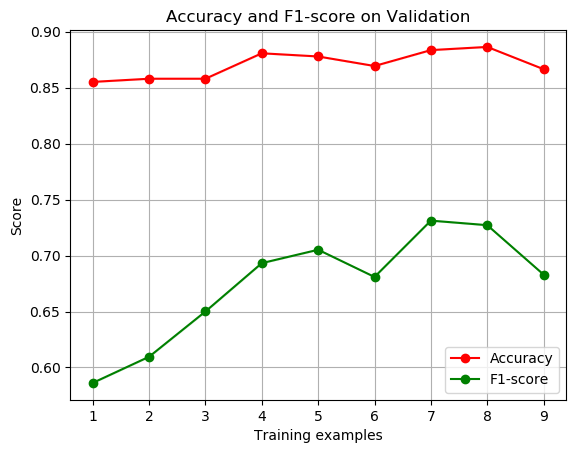 Accuracy and F1-score on Validation
0.90
0.85
0.80
0.75
0.70
0.65
0.60
Score
Accuracy
F1-score
1 2 3 4 5 6 7 8 9
Training examples